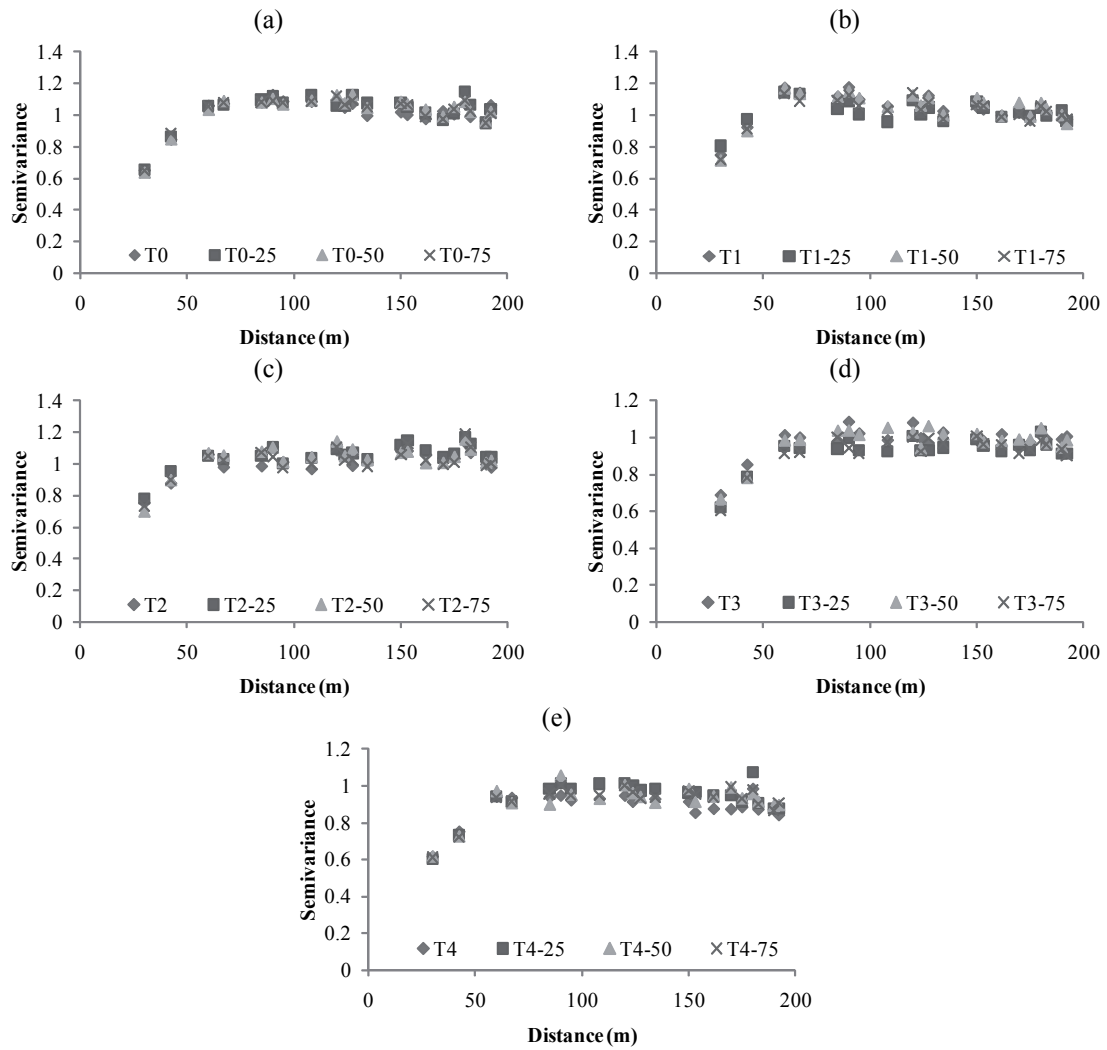 (a)
1.4
1.2
1
0.8
0.6
0.4
0.2
0
Semivariance
T0 T0-25 T0-50 T0-75
0 50 100 150 200
Distance (m)
(b)
1.4
1.2
1
0.8
0.6
0.4
0.2
0
Semivariance
T1 T1-25 T1-50 T1-75
0 50 100 150 200
Distance (m)
(c)
1.4
1.2
1
0.8
0.6
0.4
0.2
0
Semivariance
T2 T2-25 T2-50 T2-75
0 50 100 150 200
Distance (m)
(d)
1.2
1
0.8
0.6
0.4
0.2
0
Semivariance
T3 T3-25 T3-50 T3-75
0 50 100 150 200
Distance (m)
(e)
1.2
1
0.8
0.6
0.4
0.2
0
Semivariance
T4 T4-25 T4-50 T4-75
0 50 100 150 200
Distance (m)